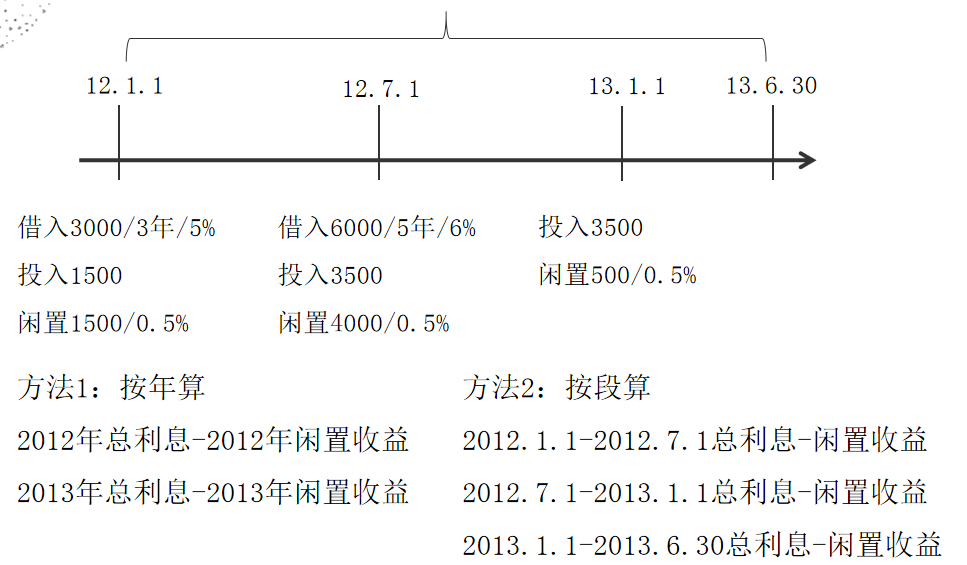 12.1.1
12.7.1
13.1.1
13.6.30
借入3000/3年/5%
借入6000/5年/6%
投入3500
投入1500
投入3500
闲置500/0.5%
闲置1500/0.5%
闲置4000/0.5%
方法1：按年算
2012年总利息-2012年闲置收益
2013年总利息-2013年闲置收益
方法2：按段算
2012.1.1-2012.7.1总利息-闲置收益
2012.7.1-2013.1.1总利息-闲置收益
2013.1.1-2013.6.30总利息-闲置收益